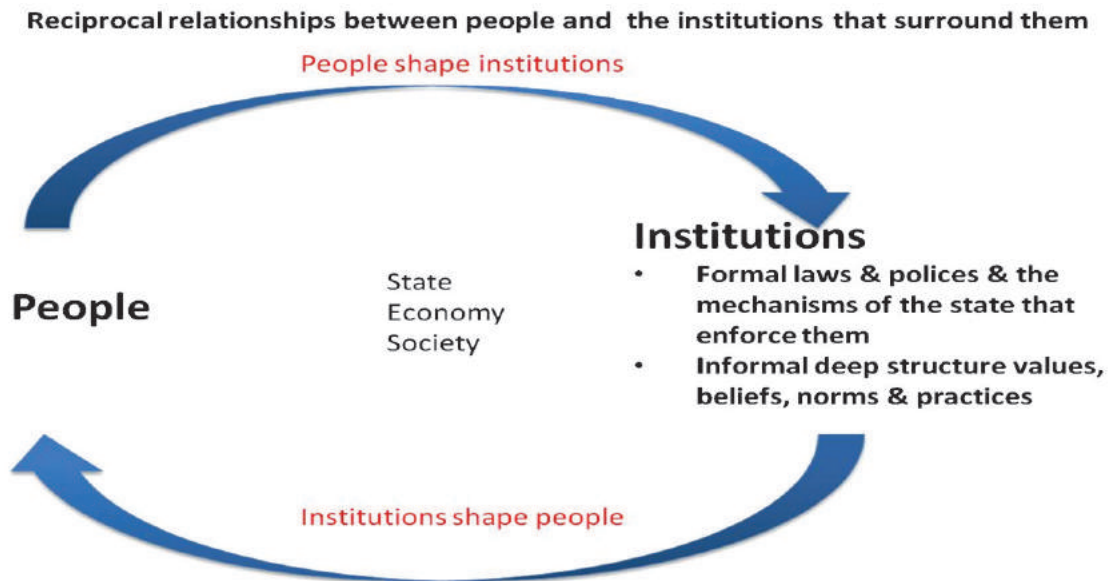 Reciprocal relationships between people and the institutions that surround them
People shape institutions
People
State
Economy
Society
Institutions
• Formal laws & polices & the
mechanisms of the state that
enforce them
• Informal deep structure values,
beliefs, norms & practices
Institutions shape people